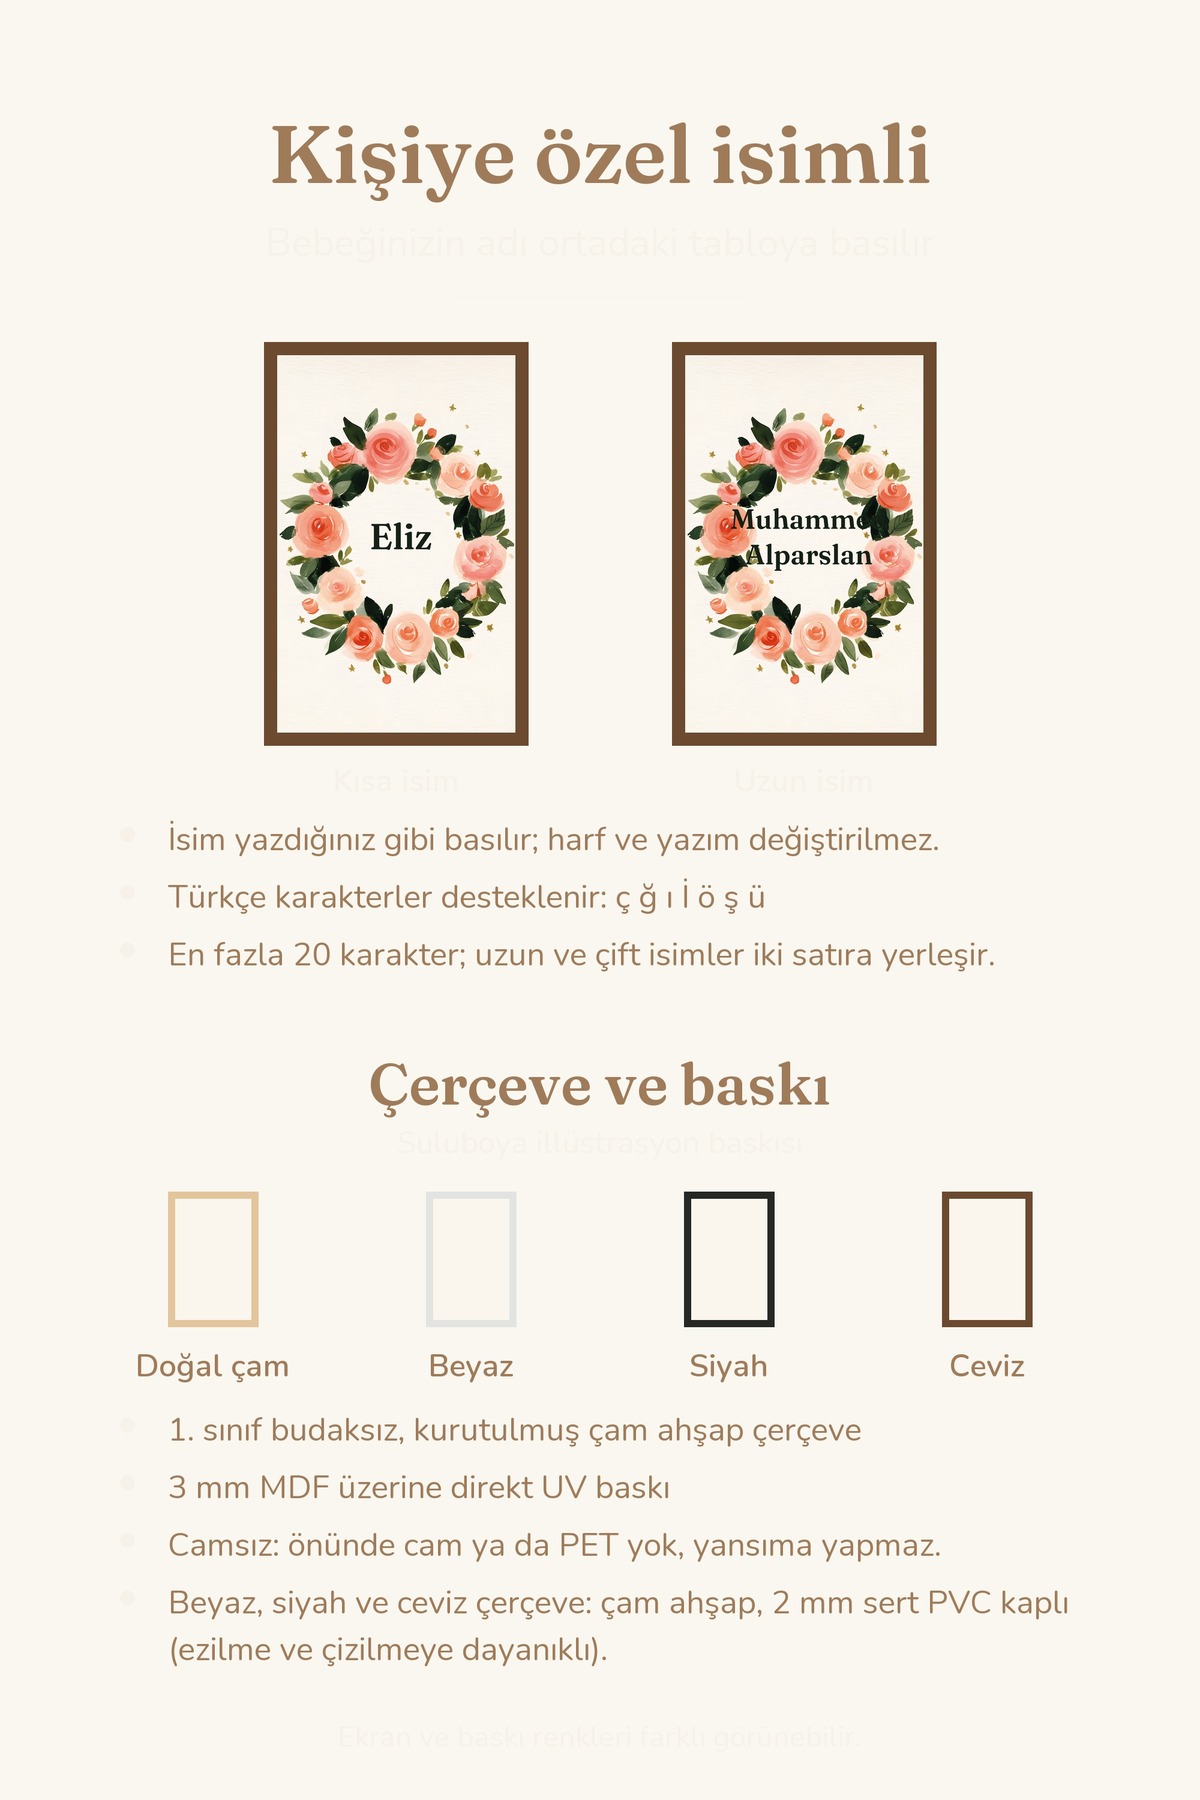 Kişiye özel isimli
Bebeğinizin adı ortadaki tabloya basılır
Eliz
Muhammed
Alparslan
Kısa isim
Uzun isim
İsim yazdığınız gibi basılır; harf ve yazım değiştirilmez.
Türkçe karakterler desteklenir: ç ğ ı İ ö ş ü
En fazla 20 karakter; uzun ve çift isimler iki satıra yerleşir.
Çerçeve ve baskı
Suluboya illüstrasyon baskısı
Doğal çam
Beyaz
Siyah
Ceviz
1. sınıf budaksız, kurutulmuş çam ahşap çerçeve
3 mm MDF üzerine direkt UV baskı
Camsız: önünde cam ya da PET yok, yansıma yapmaz.
Beyaz, siyah ve ceviz çerçeve: çam ahşap, 2 mm sert PVC kaplı
(ezilme ve çizilmeye dayanıklı).
Ekran ve baskı renkleri farklı görünebilir.